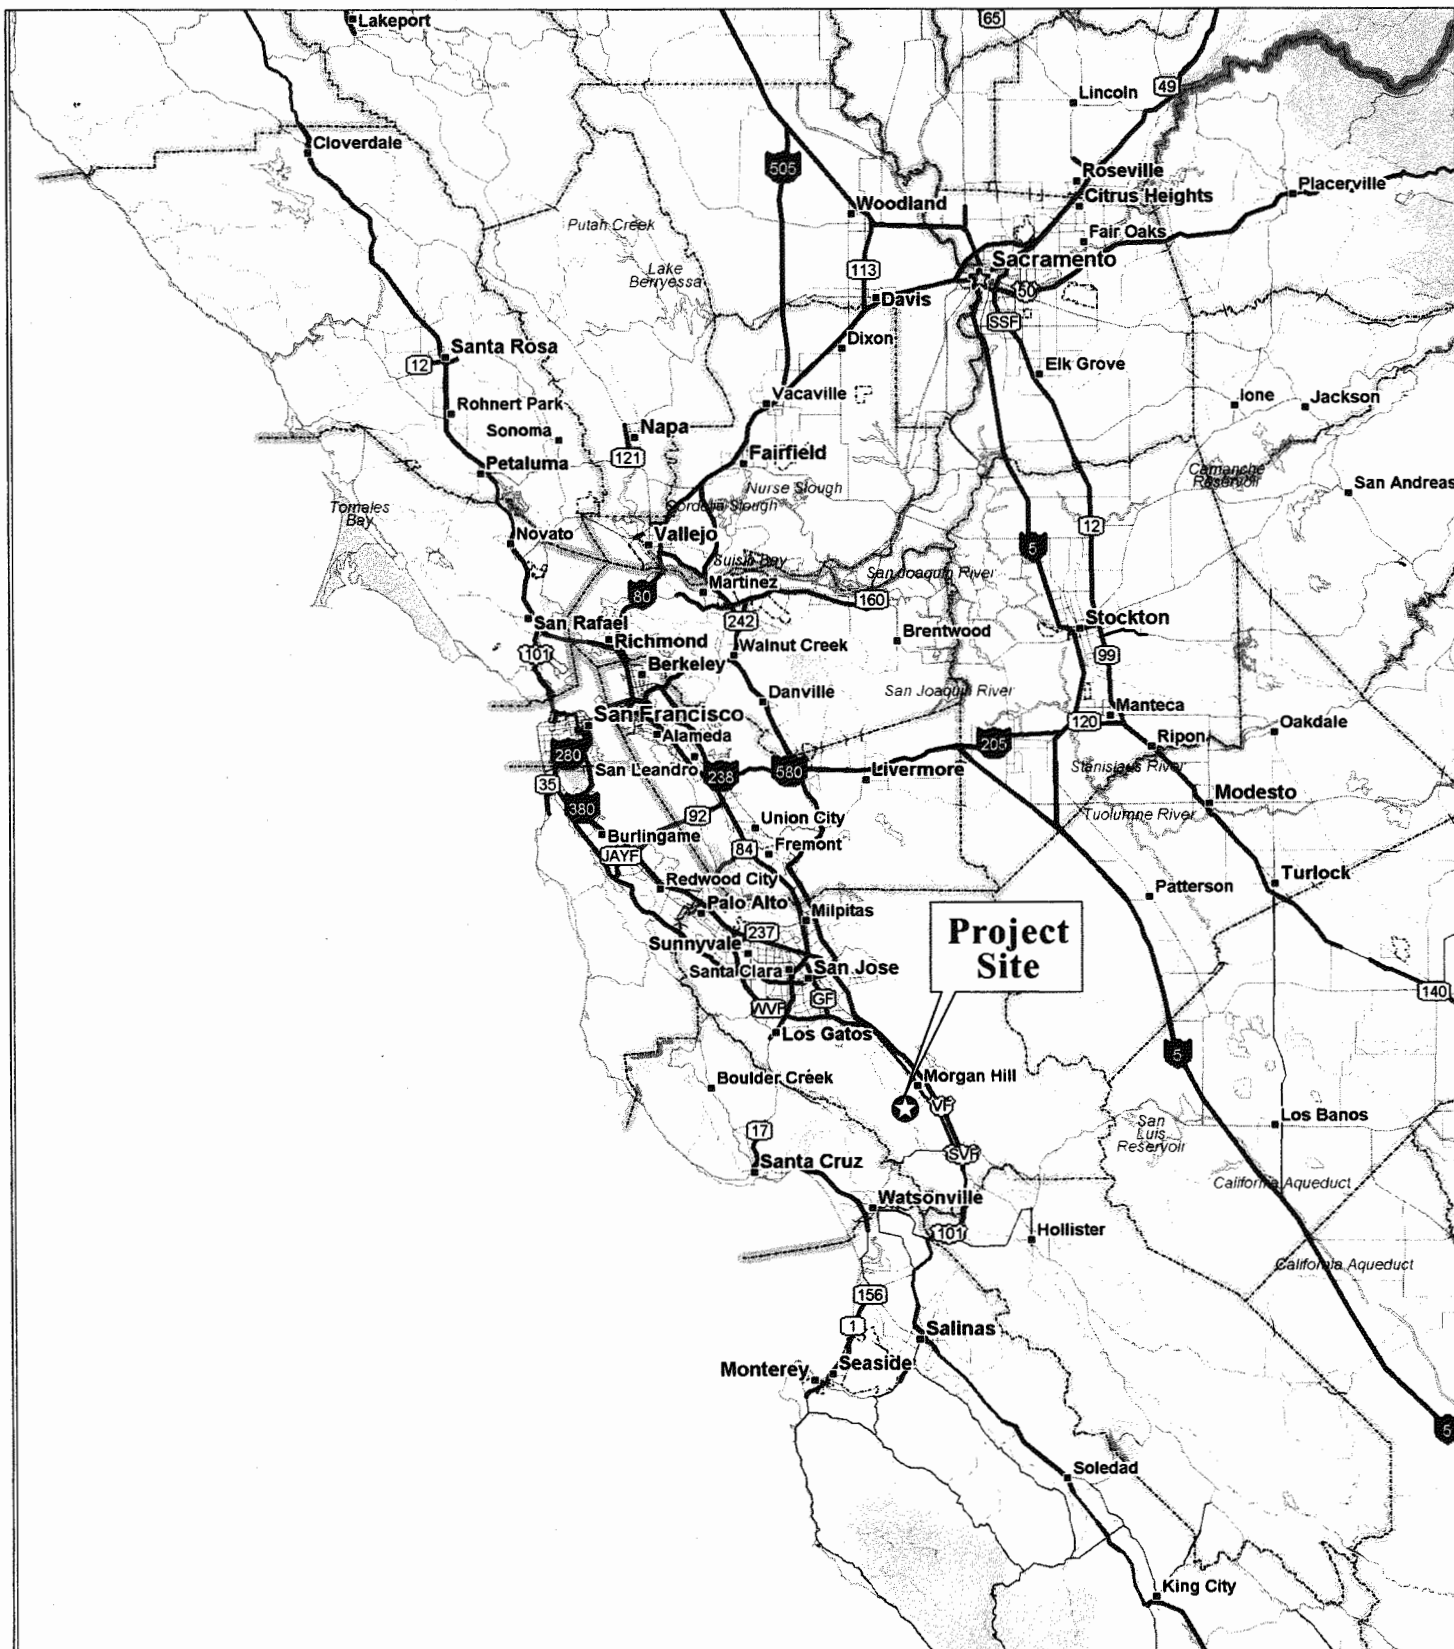 Lakeport
65
Lincoln
49
Cloverdale
505
Roseville
Placerville
Citrus Heights
Woodland
Putah Creek
Fair Oaks
Sacramento
Lake
Berryessa
113
50
Davis
SSF
Dixon
Santa Rosa
12
Elk Grove
Vacaville
Ione
Jackson
Rohnert Park
Sonoma
Napa
121
Fairfield
Petaluma
Camanche
Reservoir
San Andreas
Nurse Slough
Cordelia Slough
Tomales
Bay
12
Novato
Vallejo
5
Suisun Bay
San Joaquin River
Martinez
80
160
San Rafael
242
Stockton
Richmond
Brentwood
Walnut Creek
101
99
Berkeley
Danville
San Joaquin River
San Francisco
Manteca
120
Oakdale
Alameda
Ripon
205
280
San Leandro
238
580
Livermore
Stanislaus River
35
Modesto
380
92
Union City
Tuolumne River
Burlingame
84
Fremont
JAYF
Redwood City
Turlock
Patterson
Palo Alto
Milpitas
Project
Site
237
Sunnyvale
Santa Clara
San Jose
140
GF
WVF
Los Gatos
5
Boulder Creek
Morgan Hill
VF
Los Banos
San
Luis
Reservoir
17
SVF
Santa Cruz
California Aqueduct
Watsonville
101
Hollister
California Aqueduct
156
1
Salinas
Monterey
Seaside
5
Soledad
King City